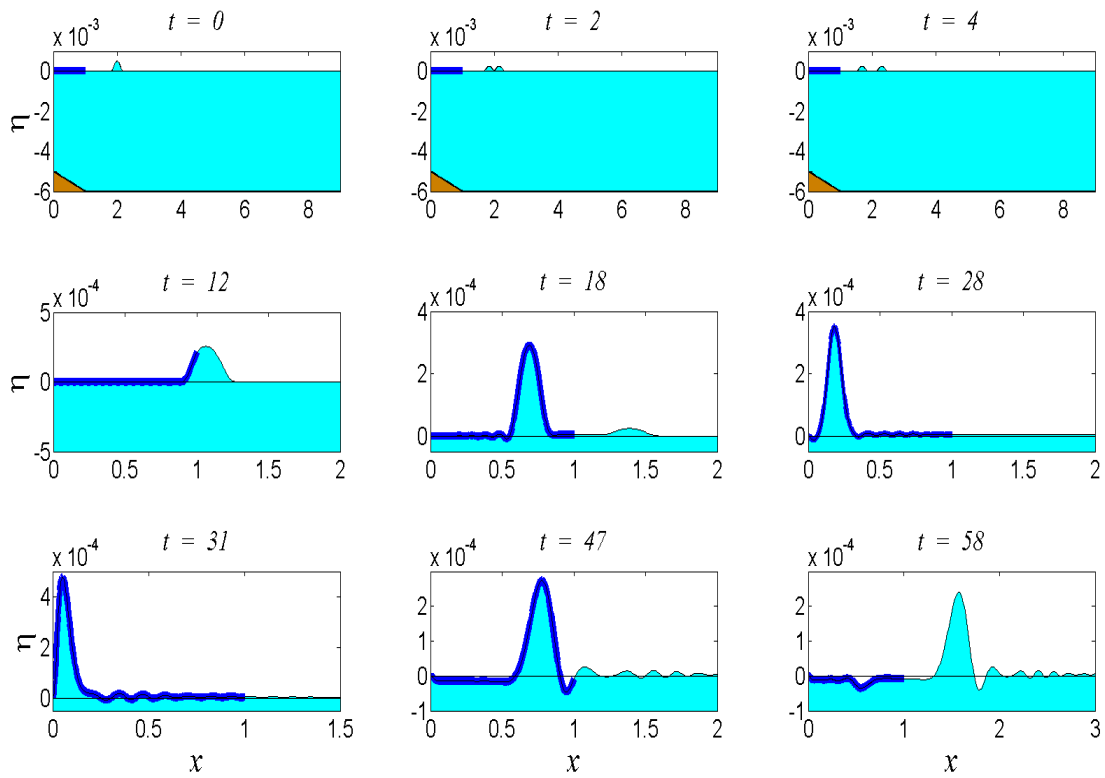 t = 0
t = 2
t = 4
x 10⁻³
x 10⁻³
x 10⁻³
0
-2
-4
-6
η
0 2 4 6 8
0
-2
-4
-6
0 2 4 6 8
0
-2
-4
-6
0 2 4 6 8
t = 12
t = 18
t = 28
x 10⁻⁴
x 10⁻⁴
x 10⁻⁴
5
0
-5
η
0 0.5 1 1.5 2
4
2
0
0 0.5 1 1.5 2
4
2
0
0 0.5 1 1.5 2
t = 31
t = 47
t = 58
x 10⁻⁴
x 10⁻⁴
x 10⁻⁴
4
2
0
η
0 0.5 1 1.5
x
2
1
0
-1
0 0.5 1 1.5 2
x
2
1
0
-1
0 1 2 3
x